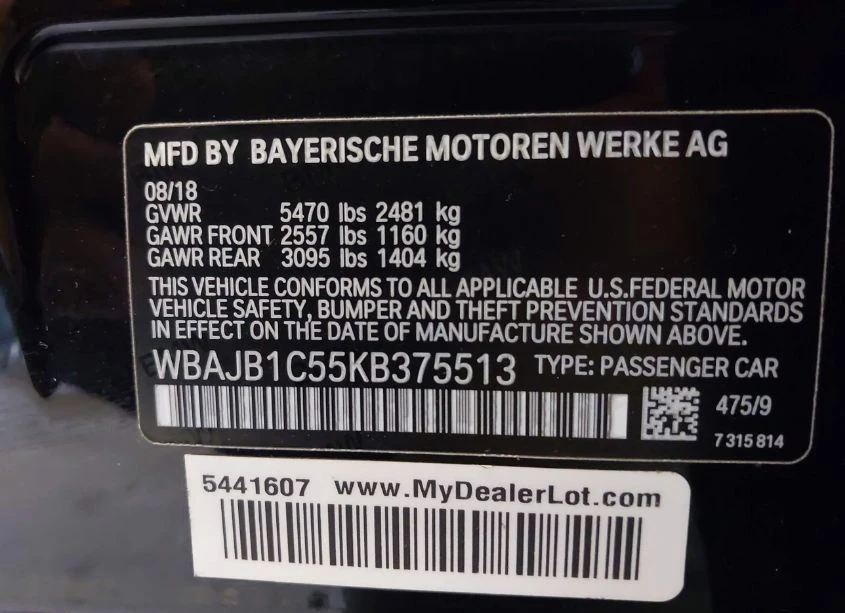 MFD BY BAYERISCHE MOTOREN WERKE AG
08/18
GVWR 5470 lbs 2481 kg
GAWR FRONT 2557 lbs 1160 kg
GAWR REAR 3095 lbs 1404 kg
THIS VEHICLE CONFORMS TO ALL APPLICABLE U.S.FEDERAL MOTOR
VEHICLE SAFETY, BUMPER AND THEFT PREVENTION STANDARDS
IN EFFECT ON THE DATE OF MANUFACTURE SHOWN ABOVE.
WBAJB1C55KB375513 TYPE: PASSENGER CAR
475/9
7 315 814
5441607 www.MyDealerLot.com